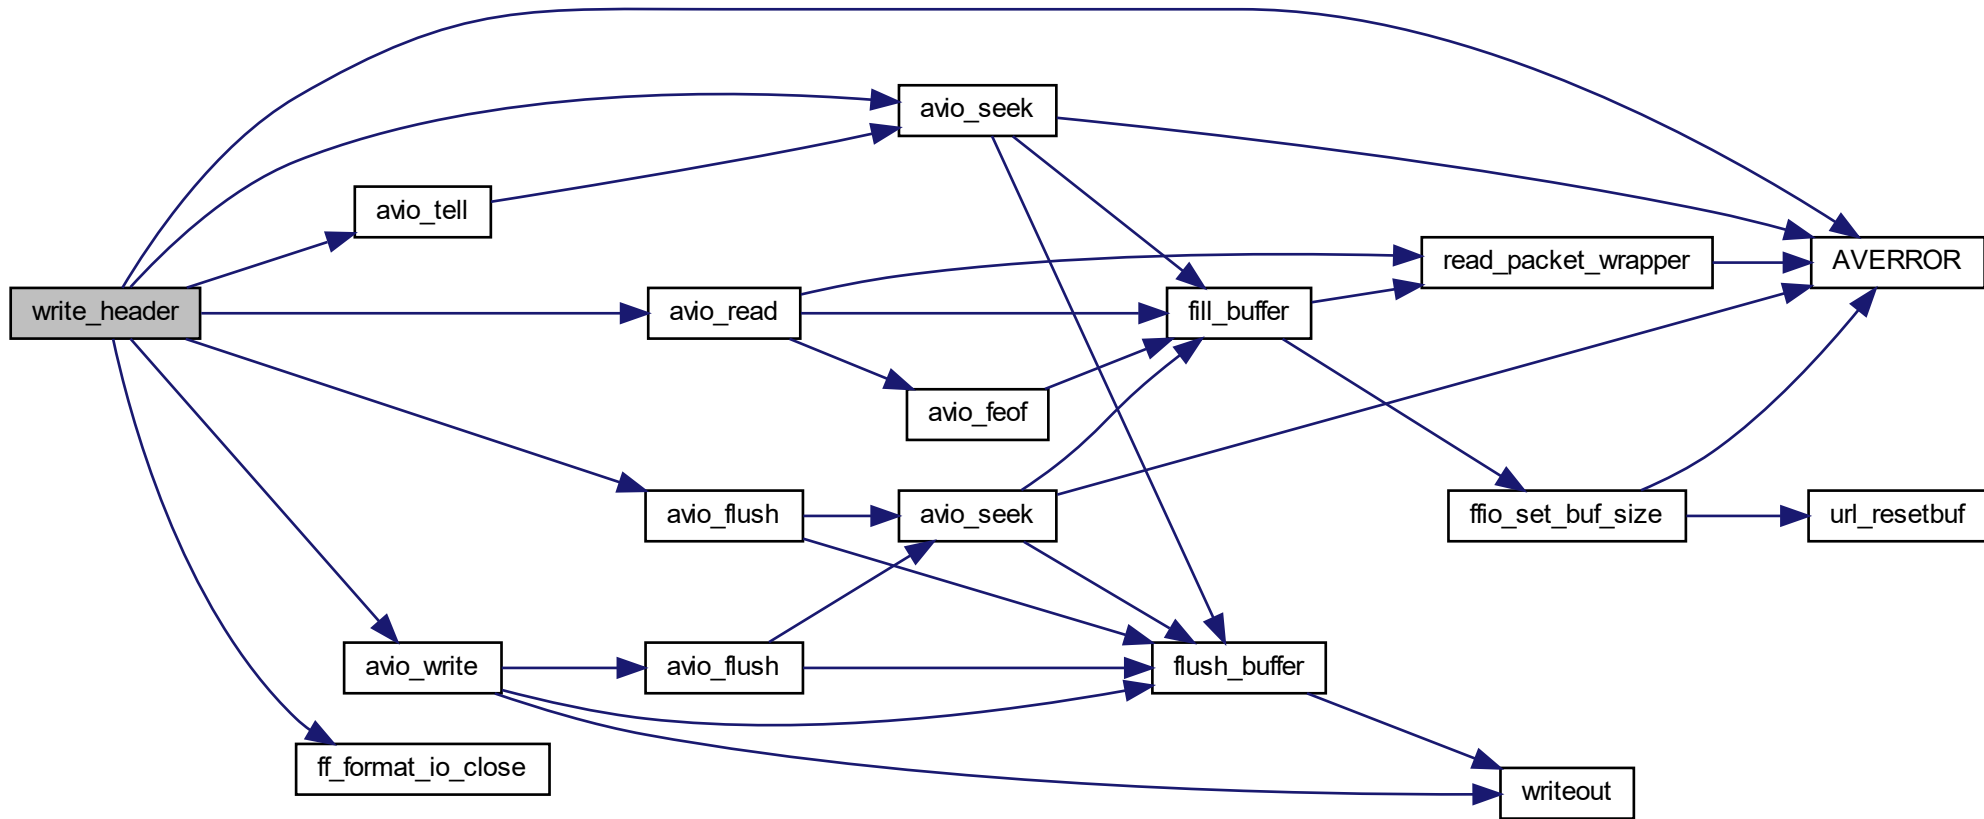 avio_seek
avio_tell
read_packet_wrapper
AVERROR
write_header
avio_read
fill_buffer
avio_feof
avio_flush
avio_seek
ffio_set_buf_size
url_resetbuf
avio_write
avio_flush
flush_buffer
ff_format_io_close
writeout